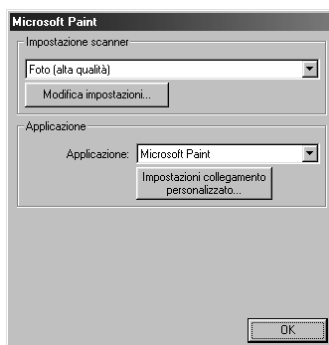 Microsoft Paint
Impostazione scanner
Foto (alta qualità)
Modifica impostazioni...
Applicazione
Applicazione: Microsoft Paint
Impostazioni collegamento
personalizzato...
OK